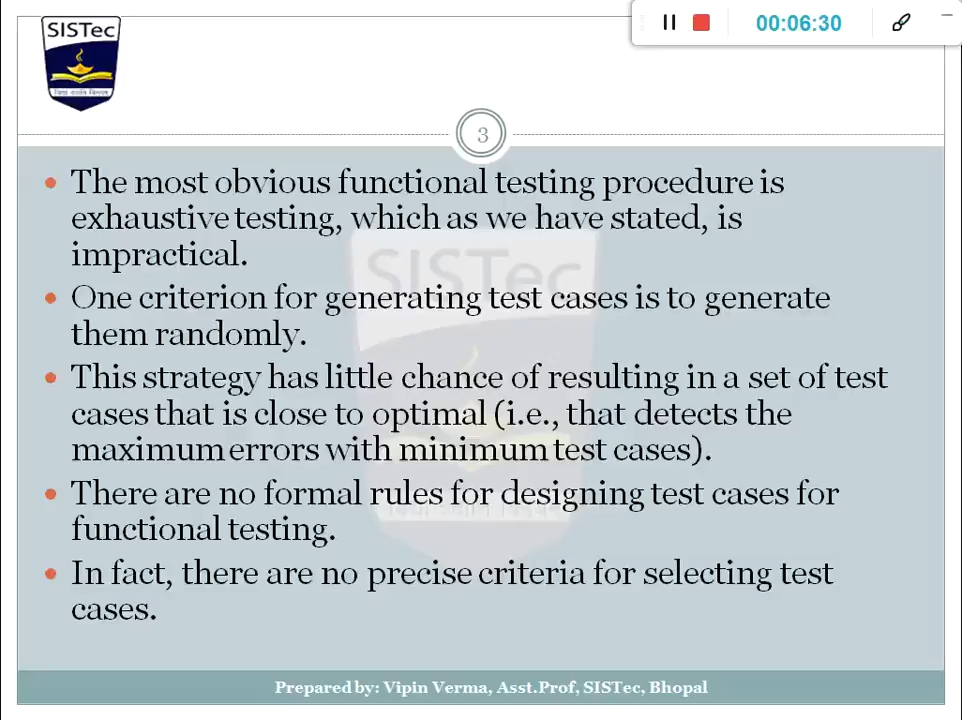 SISTec
00:06:30
3
The most obvious functional testing procedure is
exhaustive testing, which as we have stated, is
impractical.
One criterion for generating test cases is to generate
them randomly.
This strategy has little chance of resulting in a set of test
cases that is close to optimal (i.e., that detects the
maximum errors with minimum test cases).
There are no formal rules for designing test cases for
functional testing.
In fact, there are no precise criteria for selecting test
cases.
SISTec
Prepared by: Vipin Verma, Asst.Prof, SISTec, Bhopal